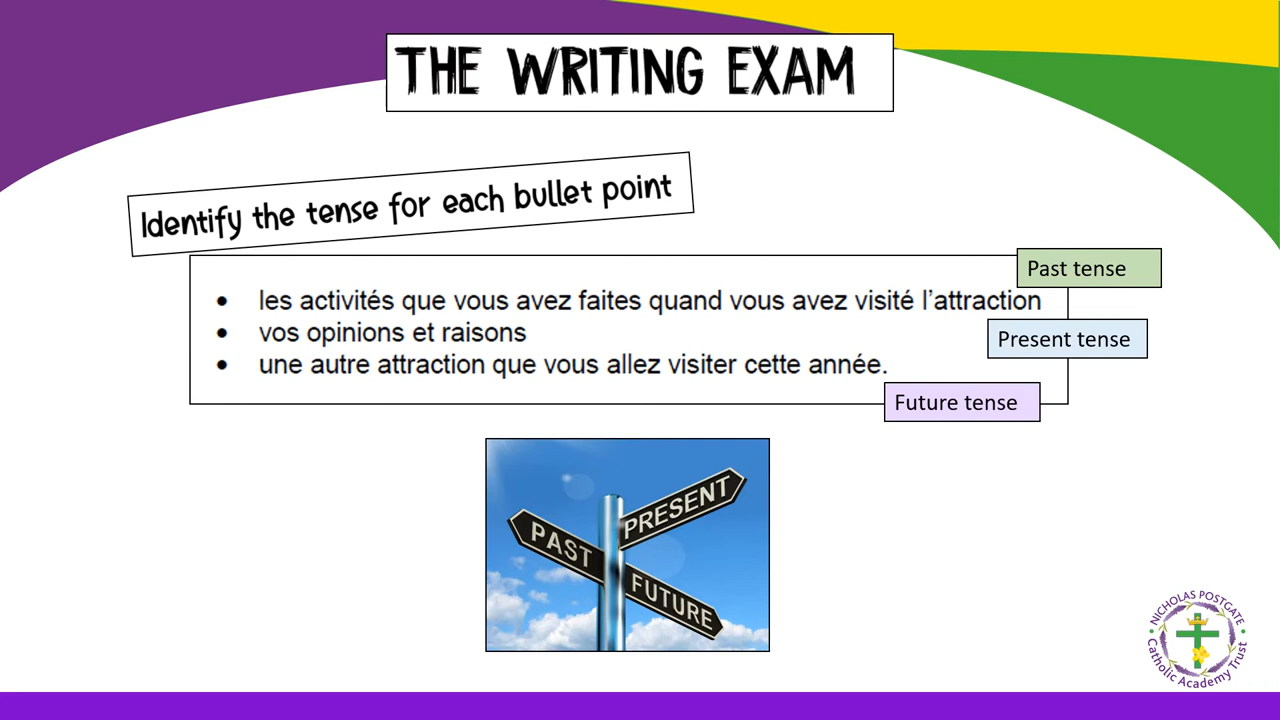 THE WRITING EXAM
Identify the tense for each bullet point
Past tense
• les activités que vous avez faites quand vous avez visité l'attraction
• vos opinions et raisons
Present tense
• une autre attraction que vous allez visiter cette année.
Future tense
PRESENT
PAST
FUTURE
NICHOLAS POSTGATE
Catholic Academy Trust